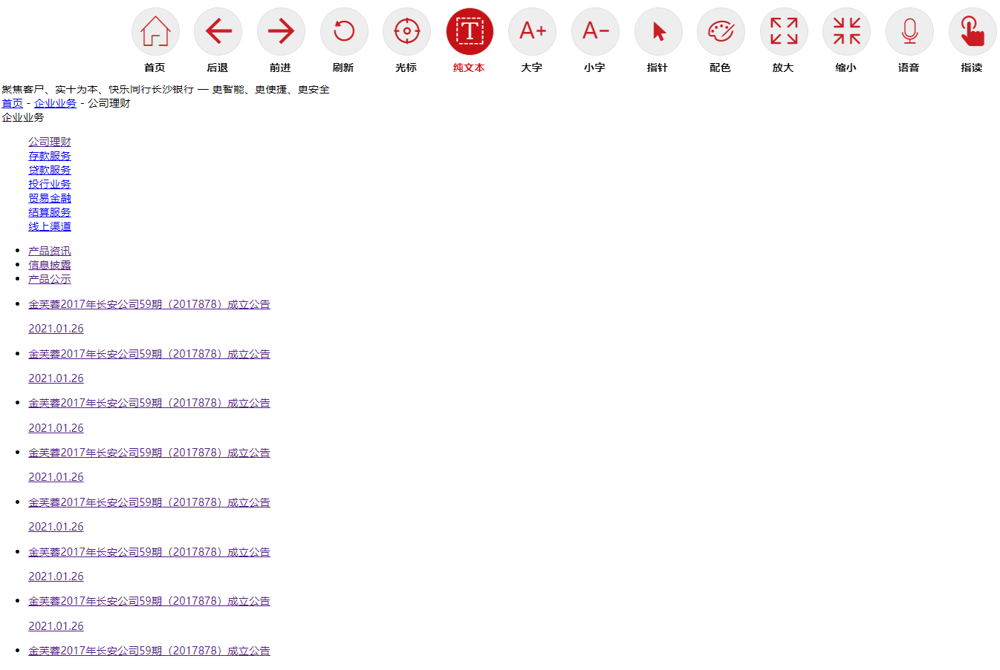 首页 后退 前进 刷新 光标 纯文本 大字 小字 指针 配色 放大 缩小 语音 指读
聚焦客户、实干为本、快乐同行长沙银行 — 更智能、更便捷、更安全
首页 - 企业业务 - 公司理财
企业业务
公司理财
存款服务
贷款服务
投行业务
贸易金融
结算服务
线上渠道
产品资讯
信息披露
产品公示
金芙蓉2017年长安公司59期（2017878）成立公告
2021.01.26
金芙蓉2017年长安公司59期（2017878）成立公告
2021.01.26
金芙蓉2017年长安公司59期（2017878）成立公告
2021.01.26
金芙蓉2017年长安公司59期（2017878）成立公告
2021.01.26
金芙蓉2017年长安公司59期（2017878）成立公告
2021.01.26
金芙蓉2017年长安公司59期（2017878）成立公告
2021.01.26
金芙蓉2017年长安公司59期（2017878）成立公告
2021.01.26
金芙蓉2017年长安公司59期（2017878）成立公告